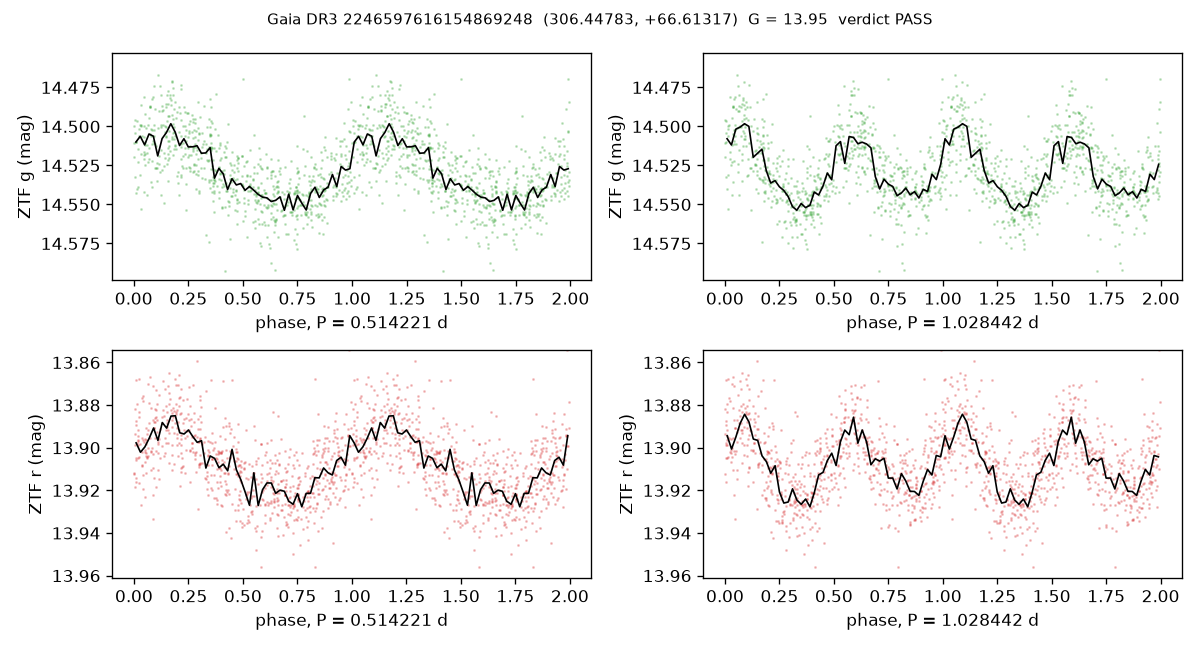 Gaia DR3 2246597616154869248 (306.44783, +66.61317) G = 13.95 verdict PASS
ZTF g (mag)
14.475
14.500
14.525
14.550
14.575
0.00 0.25 0.50 0.75 1.00 1.25 1.50 1.75 2.00
phase, P = 0.514221 d
ZTF g (mag)
14.475
14.500
14.525
14.550
14.575
0.00 0.25 0.50 0.75 1.00 1.25 1.50 1.75 2.00
phase, P = 1.028442 d
ZTF r (mag)
13.86
13.88
13.90
13.92
13.94
13.96
0.00 0.25 0.50 0.75 1.00 1.25 1.50 1.75 2.00
phase, P = 0.514221 d
ZTF r (mag)
13.86
13.88
13.90
13.92
13.94
13.96
0.00 0.25 0.50 0.75 1.00 1.25 1.50 1.75 2.00
phase, P = 1.028442 d